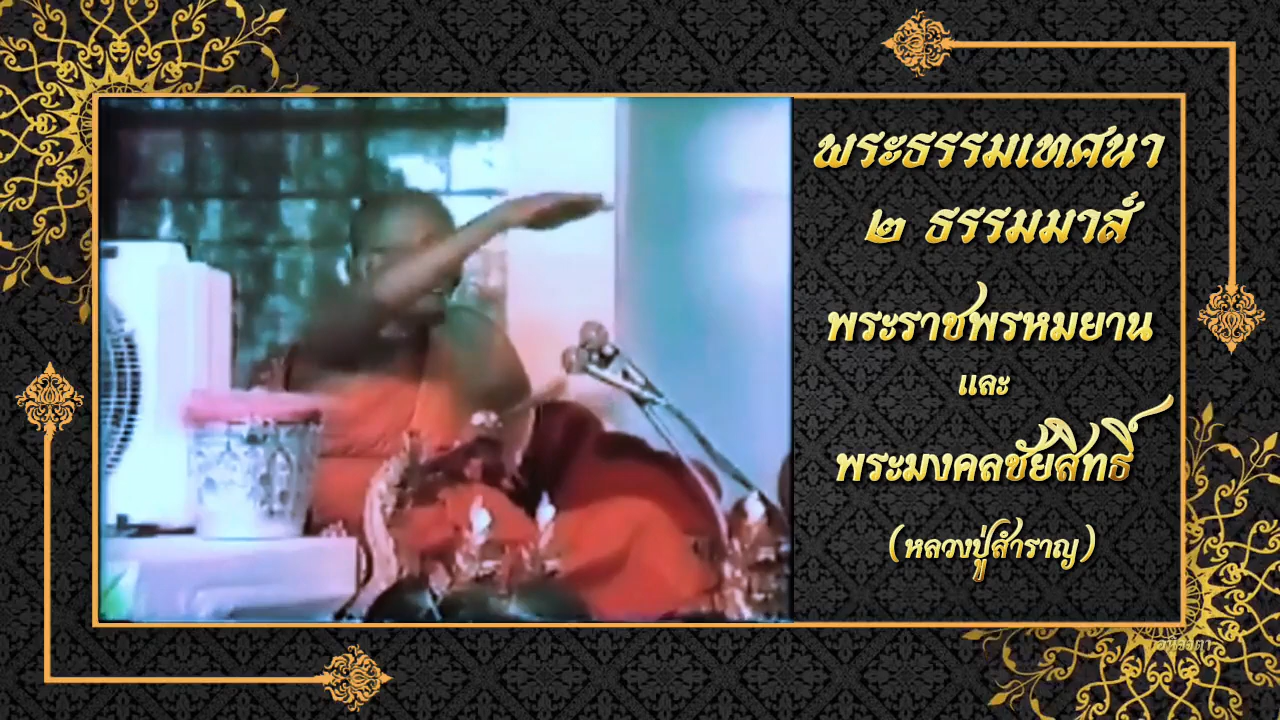 พระธรรมเทศนา
๒ ธรรมมาส์
พระราชพรหมยาน
และ
พระมงคลชัยสิทธิ์
(หลวงปู่สำราญ)